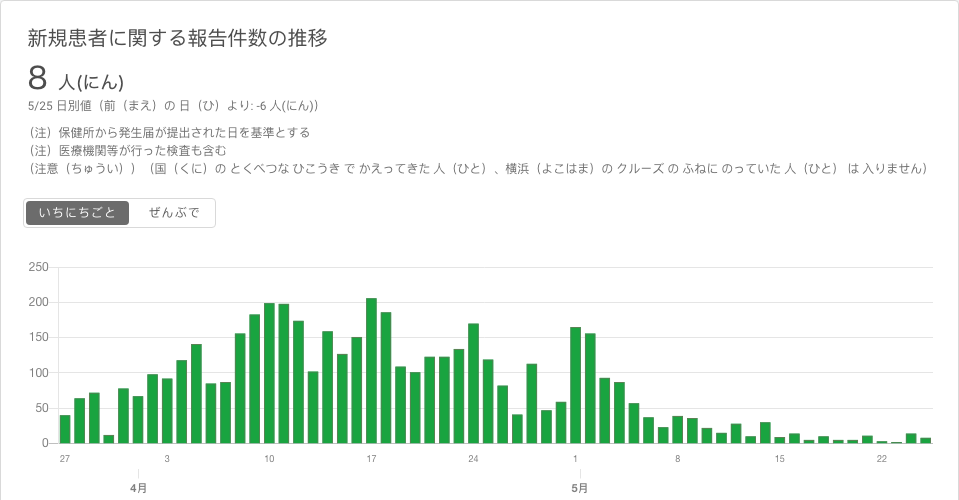 新規患者に関する報告件数の推移
8 人(にん)
5/25 日別値（前（まえ）の 日（ひ）より: -6 人(にん)）
（注）保健所から発生届が提出された日を基準とする
（注）医療機関等が行った検査も含む
（注意（ちゅうい））（国（くに）の とくべつな ひこうき で かえってきた 人（ひと）、横浜（よこはま）の クルーズ の ふねに のっていた 人（ひと） は 入りません）
いちにちごと ぜんぶで
250
200
150
100
50
0
27 3 10 17 24 1 8 15 22
4月 5月